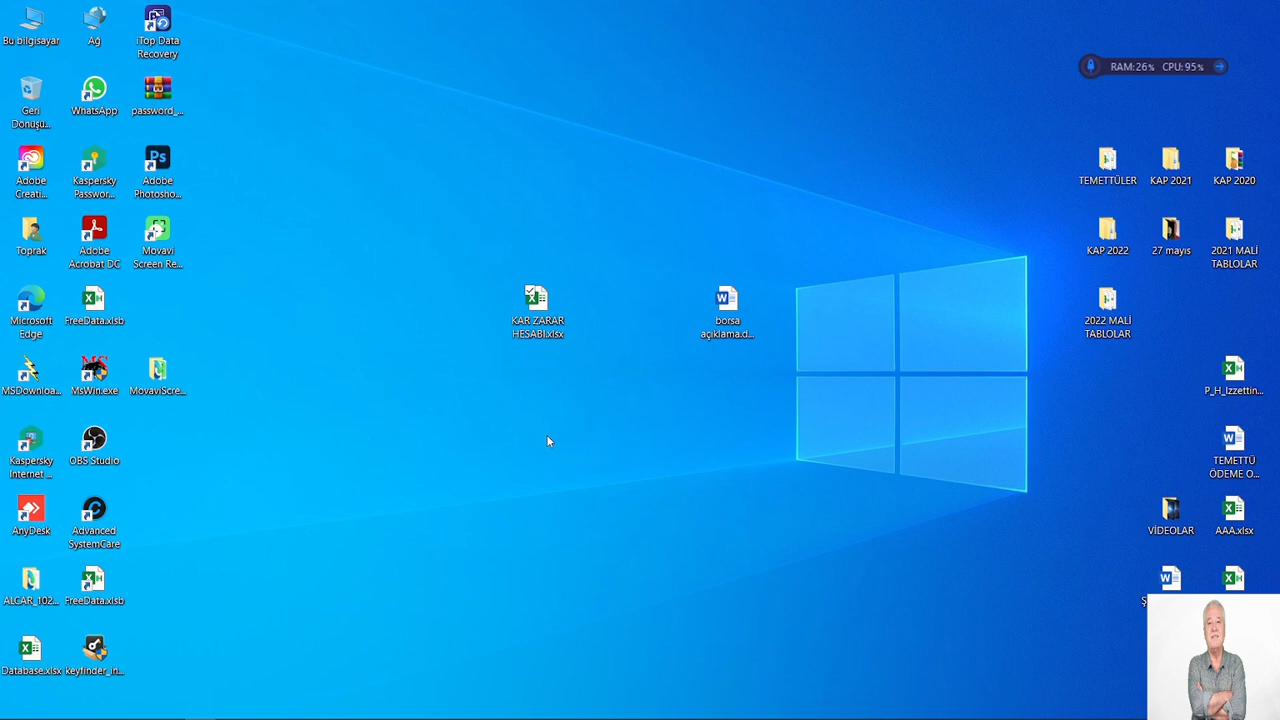 Bu bilgisayar
Ağ
iTop Data
Recovery
RAM:26% CPU:95%
Geri
Dönüşü...
WhatsApp
password_...
Adobe
Creati...
Kaspersky
Passwor...
Adobe
Photosho...
TEMETTÜLER
KAP 2021
KAP 2020
Toprak
Adobe
Acrobat DC
Movavi
Screen Re...
KAP 2022
27 mayıs
2021 MALİ
TABLOLAR
Microsoft
Edge
FreeData.xlsb
KAR ZARAR
HESABI.xlsx
borsa
açıklama.d...
2022 MALİ
TABLOLAR
MSDownloa...
MsWin.exe
MovaviScre...
P_H_Izzettin...
Kaspersky
Internet ...
OBS Studio
TEMETTÜ
ÖDEME O...
AnyDesk
Advanced
SystemCare
VİDEOLAR
AAA.xlsx
ALCAR_102...
FreeData.xlsb
Database.xlsx
keyfinder_in...